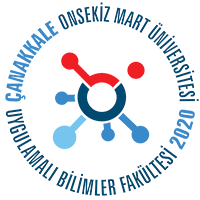 ÇANAKKALE ONSEKİZ MART ÜNİVERSİTESİ
UYGULAMALI BİLİMLER FAKÜLTESİ 2020